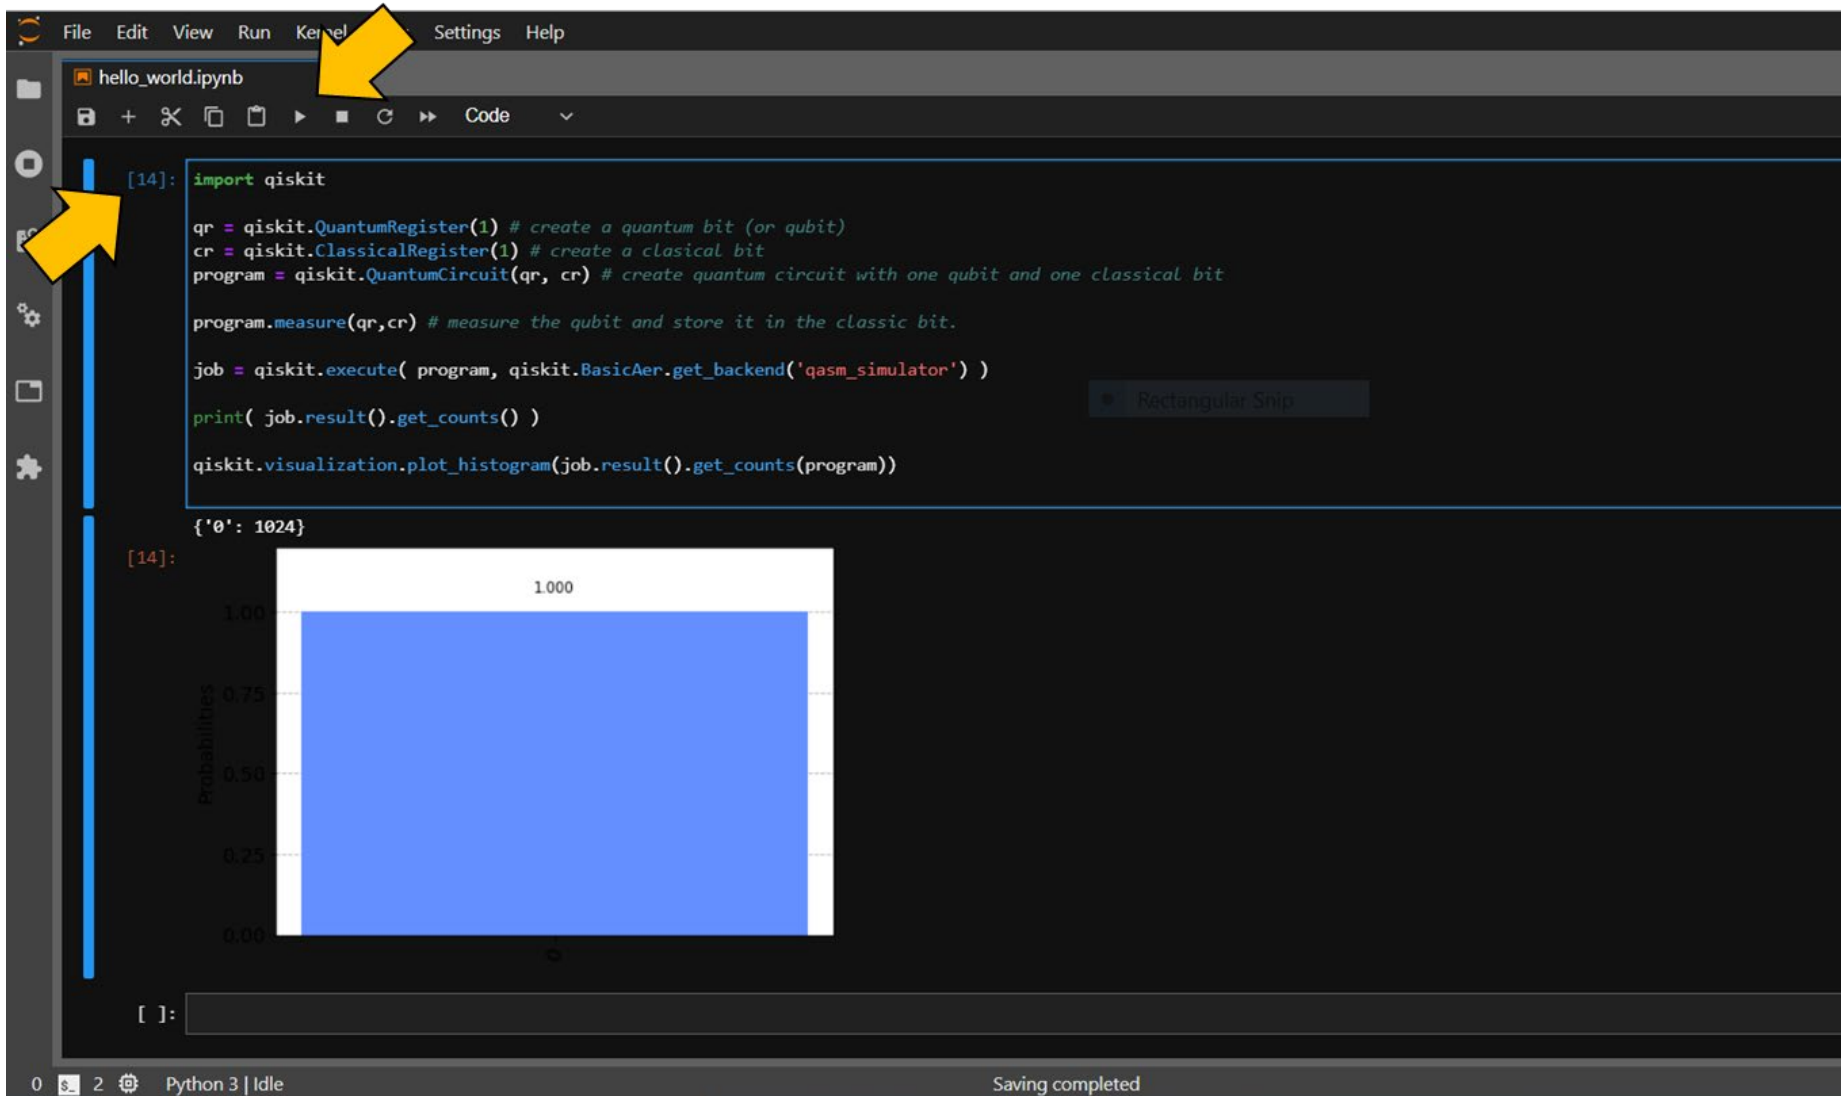 File Edit View Run Kernel Settings Help
hello_world.ipynb
Code
[14]: import qiskit
qr = qiskit.QuantumRegister(1) # create a quantum bit (or qubit)
cr = qiskit.ClassicalRegister(1) # create a clasical bit
program = qiskit.QuantumCircuit(qr, cr) # create quantum circuit with one qubit and one classical bit
program.measure(qr,cr) # measure the qubit and store it in the classic bit.
job = qiskit.execute( program, qiskit.BasicAer.get_backend('qasm_simulator') )
Rectangular Snip
print( job.result().get_counts() )
qiskit.visualization.plot_histogram(job.result().get_counts(program))
{'0': 1024}
[14]:
1.000
1.00
0.75
Probabilities
0.50
0.25
0.00
0
[ ]:
0 $_ 2 Python 3 | Idle Saving completed